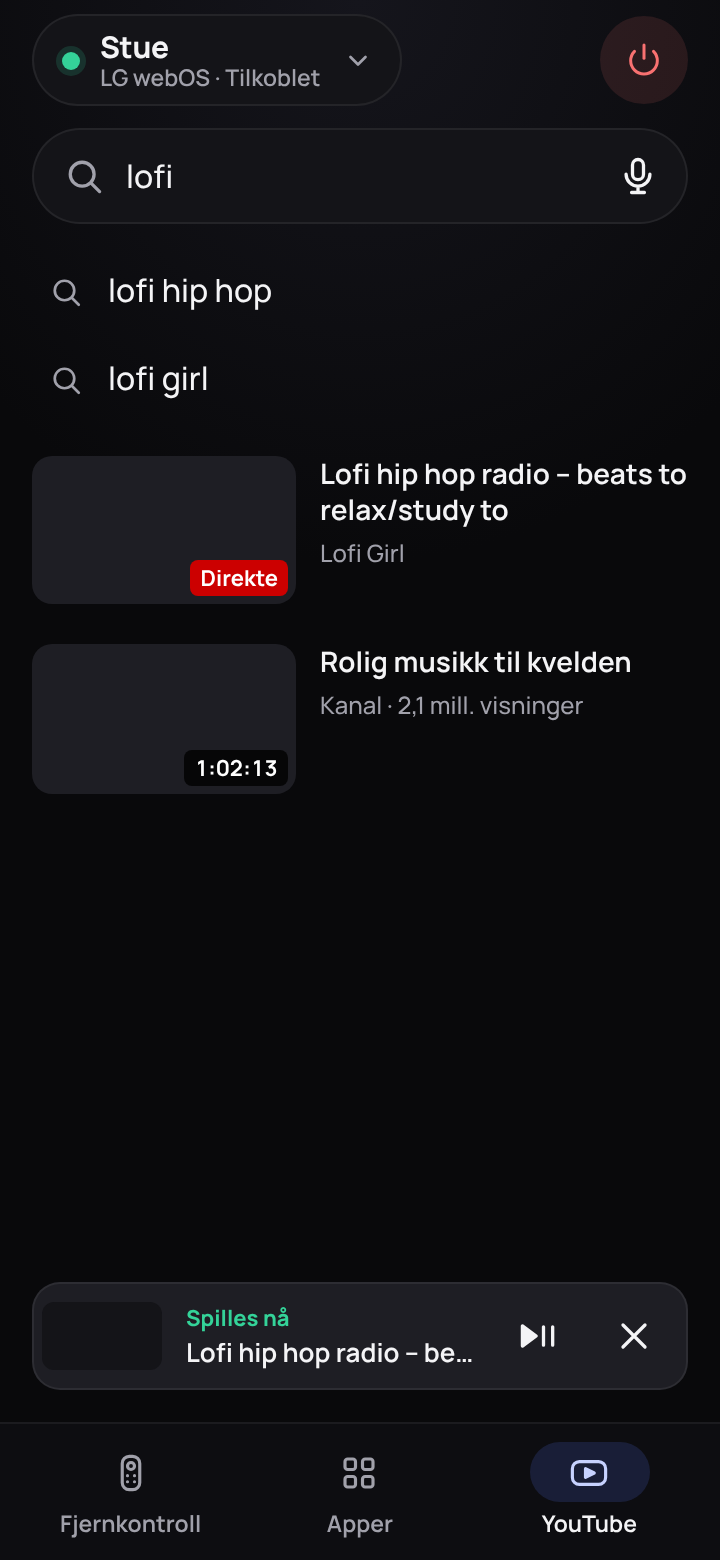 Stue
LG webOS · Tilkoblet
lofi
lofi hip hop
lofi girl
Lofi hip hop radio – beats to
relax/study to
Lofi Girl
Direkte
Rolig musikk til kvelden
Kanal · 2,1 mill. visninger
1:02:13
Spilles nå
Lofi hip hop radio – be...
Fjernkontroll
Apper
YouTube